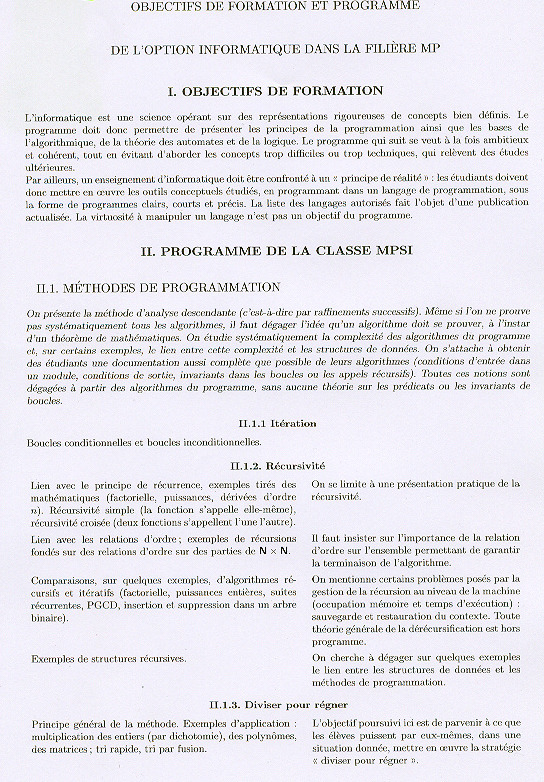 OBJECTIFS DE FORMATION ET PROGRAMME
DE L'OPTION INFORMATIQUE DANS LA FILIÈRE MP
I. OBJECTIFS DE FORMATION
L'informatique est une science opérant sur des représentations rigoureuses de concepts bien définis. Le
programme doit donc permettre de présenter les principes de la programmation ainsi que les bases de
l'algorithmique, de la théorie des automates et de la logique. Le programme qui suit se veut à la fois ambitieux
et cohérent, tout en évitant d'aborder les concepts trop difficiles ou trop techniques, qui relèvent des études
ultérieures.
Par ailleurs, un enseignement d'informatique doit être confronté à un « principe de réalité » : les étudiants doivent
donc mettre en œuvre les outils conceptuels étudiés, en programmant dans un langage de programmation, sous
la forme de programmes clairs, courts et précis. La liste des langages autorisés fait l'objet d'une publication
actualisée. La virtuosité à manipuler un langage n'est pas un objectif du programme.
II. PROGRAMME DE LA CLASSE MPSI
II.1. MÉTHODES DE PROGRAMMATION
On présente la méthode d'analyse descendante (c'est-à-dire par raffinements successifs). Même si l'on ne prouve
pas systématiquement tous les algorithmes, il faut dégager l'idée qu'un algorithme doit se prouver, à l'instar
d'un théorème de mathématiques. On étudie systématiquement la complexité des algorithmes du programme
et, sur certains exemples, le lien entre cette complexité et les structures de données. On s'attache à obtenir
des étudiants une documentation aussi complète que possible de leurs algorithmes (conditions d'entrée dans
un module, conditions de sortie, invariants dans les boucles ou les appels récursifs). Toutes ces notions sont
dégagées à partir des algorithmes du programme, sans aucune théorie sur les prédicats ou les invariants de
boucles.
II.1.1 Itération
Boucles conditionnelles et boucles inconditionnelles.
II.1.2. Récursivité
Lien avec le principe de récurrence, exemples tirés des
mathématiques (factorielle, puissances, dérivées d'ordre
n). Récursivité simple (la fonction s'appelle elle-même),
récursivité croisée (deux fonctions s'appellent l'une l'autre).
On se limite à une présentation pratique de la
récursivité.
Lien avec les relations d'ordre ; exemples de récursions
fondés sur des relations d'ordre sur des parties de N × N.
Il faut insister sur l'importance de la relation
d'ordre sur l'ensemble permettant de garantir
la terminaison de l'algorithme.
Comparaisons, sur quelques exemples, d'algorithmes ré-
cursifs et itératifs (factorielle, puissances entières, suites
récurrentes, PGCD, insertion et suppression dans un arbre
binaire).
On mentionne certains problèmes posés par la
gestion de la récursion au niveau de la machine
(occupation mémoire et temps d'exécution) :
sauvegarde et restauration du contexte. Toute
théorie générale de la dérécursification est hors
programme.
Exemples de structures récursives.
On cherche à dégager sur quelques exemples
le lien entre les structures de données et les
méthodes de programmation.
II.1.3. Diviser pour régner
Principe général de la méthode. Exemples d'application :
multiplication des entiers (par dichotomie), des polynômes,
des matrices ; tri rapide, tri par fusion.
L'objectif poursuivi ici est de parvenir à ce que
les élèves puissent par eux-mêmes, dans une
situation donnée, mettre en œuvre la stratégie
« diviser pour régner ».